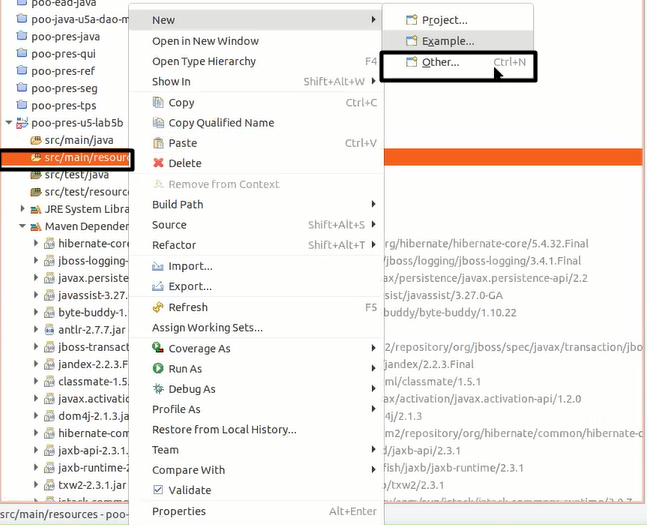 poo-ead-java
poo-java-u5a-dao-m
poo-pres-java
poo-pres-qui
poo-pres-ref
poo-pres-seg
poo-pres-tps
poo-pres-u5-lab5b
src/main/java
src/main/resourc
src/test/java
src/test/resource
JRE System Libra
Maven Depender
hibernate-core
jboss-logging-
javax.persiste
javassist-3.27.
byte-buddy-1.
antlr-2.7.7.jar
jboss-transact
jandex-2.2.3.F
classmate-1.5.
javax.activatio
dom4j-2.1.3.ja
hibernate-com
jaxb-api-2.3.1
jaxb-runtime-2
txw2-2.3.1.jar
src/main/resources - poo-
New
Open in New Window
Open Type Hierarchy F4
Show In Shift+Alt+W
Copy Ctrl+C
Copy Qualified Name
Paste Ctrl+V
Delete
Remove from Context
Build Path
Source Shift+Alt+S
Refactor Shift+Alt+T
Import...
Export...
Refresh F5
Assign Working Sets...
Coverage As
Run As
Debug As
Profile As
Restore from Local History...
Team
Compare With
Validate
Properties Alt+Enter
Project...
Example...
Other... Ctrl+N
org/hibernate/hibernate-core/5.4.32.Final
/jboss/logging/jboss-logging/3.4.1.Final
ax/persistence/javax.persistence-api/2.2
sist/javassist/3.27.0-GA
buddy/byte-buddy/1.10.22
2/repository/org/jboss/spec/javax/transaction/jbo
/jandex/2.2.3.Final
ml/classmate/1.5.1
ax/activation/javax.activation-api/1.2.0
4j/2.1.3
m2/repository/org/hibernate/common/hibernate-c
/jaxb-api/2.3.1
fish/jaxb/jaxb-runtime/2.3.1
/txw2/2.3.1